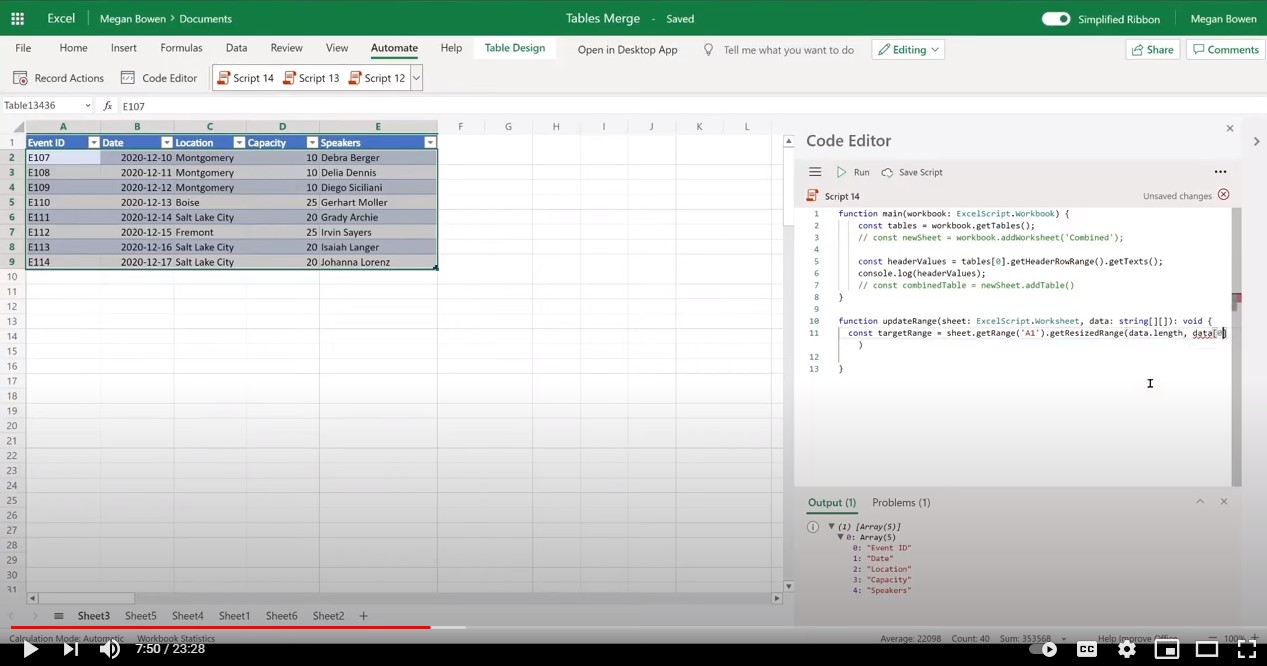 Excel Megan Bowen > Documents Tables Merge - Saved Simplified Ribbon Megan Bowen
File Home Insert Formulas Data Review View Automate Help Table Design Open in Desktop App Tell me what you want to do Editing Share Comments
Record Actions Code Editor Script 14 Script 13 Script 12
Table13436 fx E107
A B C D E F G H I J K L
1 Event ID Date Location Capacity Speakers
2 E107 2020-12-10 Montgomery 10 Debra Berger
3 E108 2020-12-11 Montgomery 10 Delia Dennis
4 E109 2020-12-12 Montgomery 10 Diego Siciliani
5 E110 2020-12-13 Boise 25 Gerhart Moller
6 E111 2020-12-14 Salt Lake City 20 Grady Archie
7 E112 2020-12-15 Fremont 25 Irvin Sayers
8 E113 2020-12-16 Salt Lake City 20 Isaiah Langer
9 E114 2020-12-17 Salt Lake City 20 Johanna Lorenz
10
11
12
13
14
15
16
17
18
19
20
21
22
23
24
25
26
27
28
29
30
31
Sheet3 Sheet5 Sheet4 Sheet1 Sheet6 Sheet2 +
Code Editor
Run Save Script ...
Script 14 Unsaved changes
1 function main(workbook: ExcelScript.Workbook) {
2 const tables = workbook.getTables();
3 // const newSheet = workbook.addWorksheet('Combined');
4
5 const headerValues = tables[0].getHeaderRowRange().getTexts();
6 console.log(headerValues);
7 // const combinedTable = newSheet.addTable()
8 }
9
10 function updateRange(sheet: ExcelScript.Worksheet, data: string[][]): void {
11 const targetRange = sheet.getRange('A1').getResizedRange(data.length, data[0]
)
12
13 }
Output (1) Problems (1)
(1) [Array(5)]
0: Array(5)
0: "Event ID"
1: "Date"
2: "Location"
3: "Capacity"
4: "Speakers"
Calculation Mode: Automatic Workbook Statistics Average: 22098 Count: 40 Sum: 353568 Help Improve Office 100%
7:50 / 23:28 CC